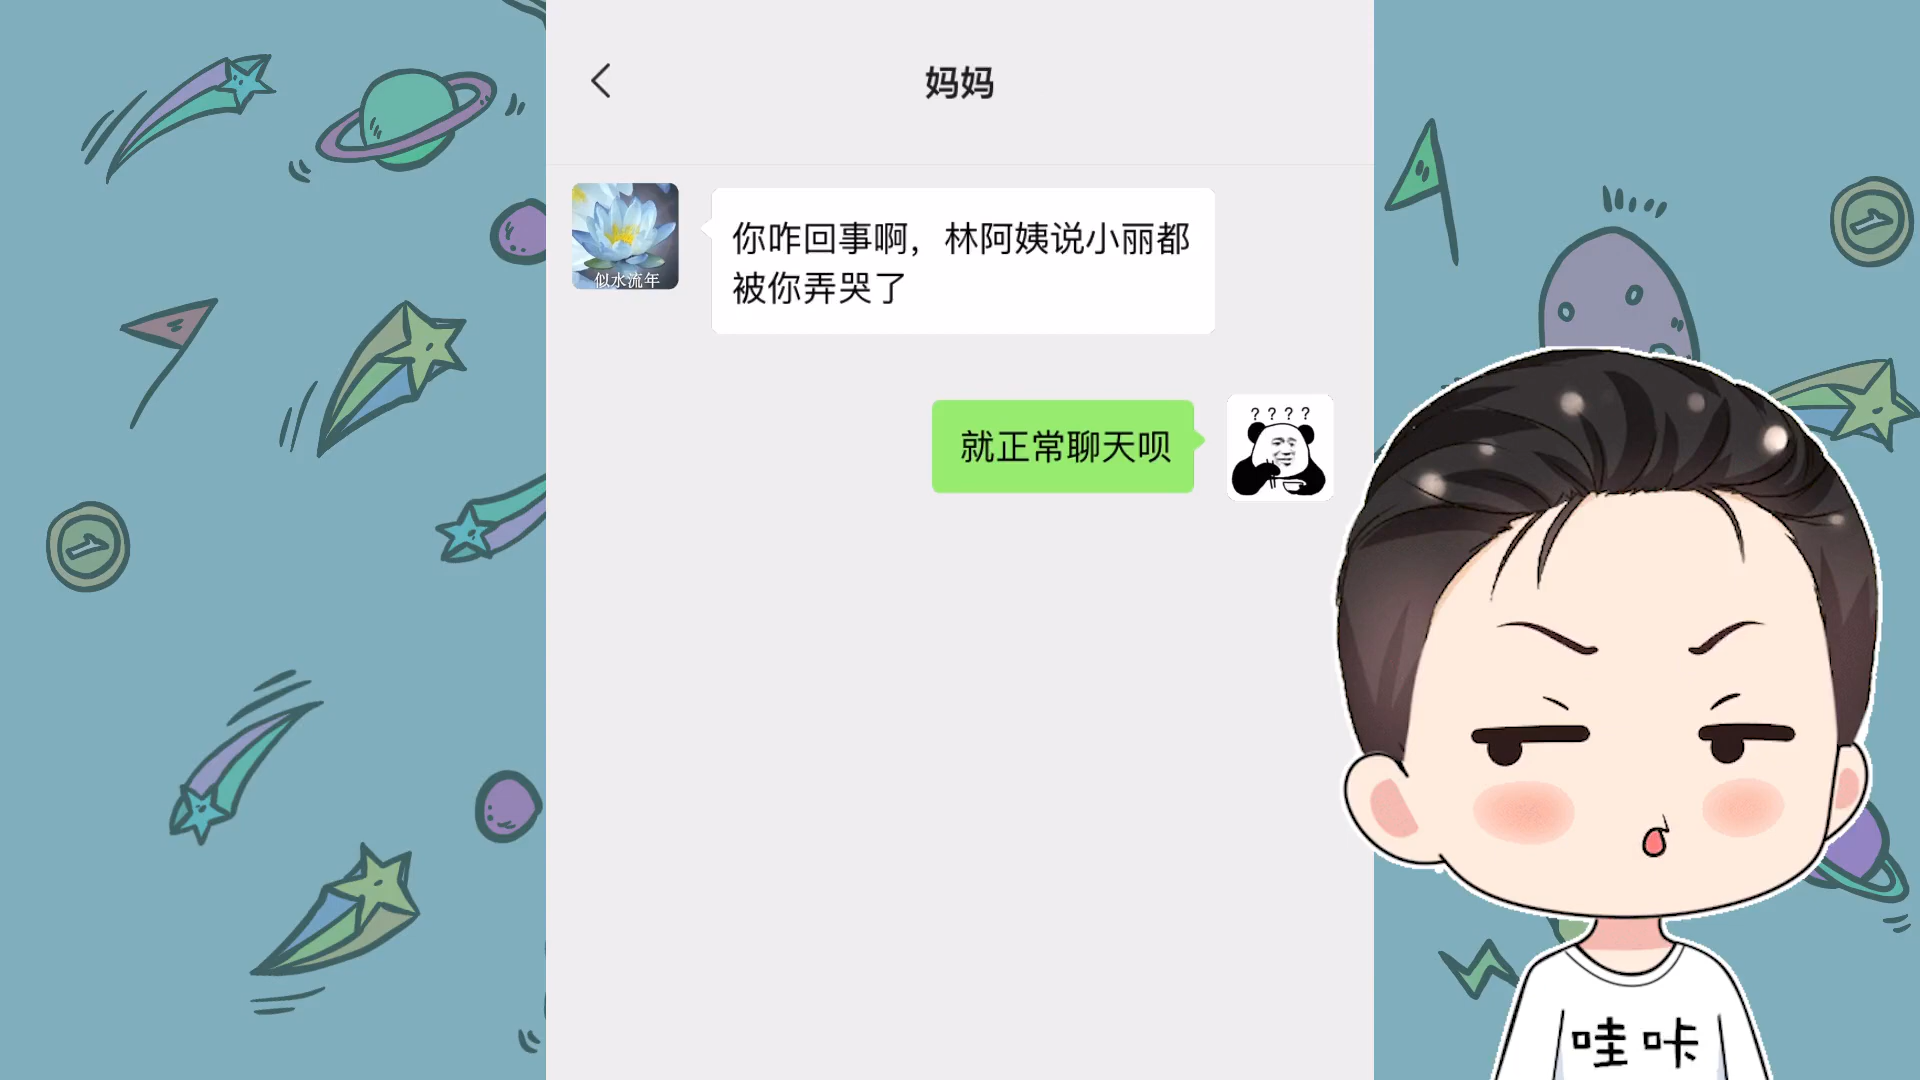 妈妈
你咋回事啊，林阿姨说小丽都
被你弄哭了
似水流年
????
就正常聊天呗
哇咔